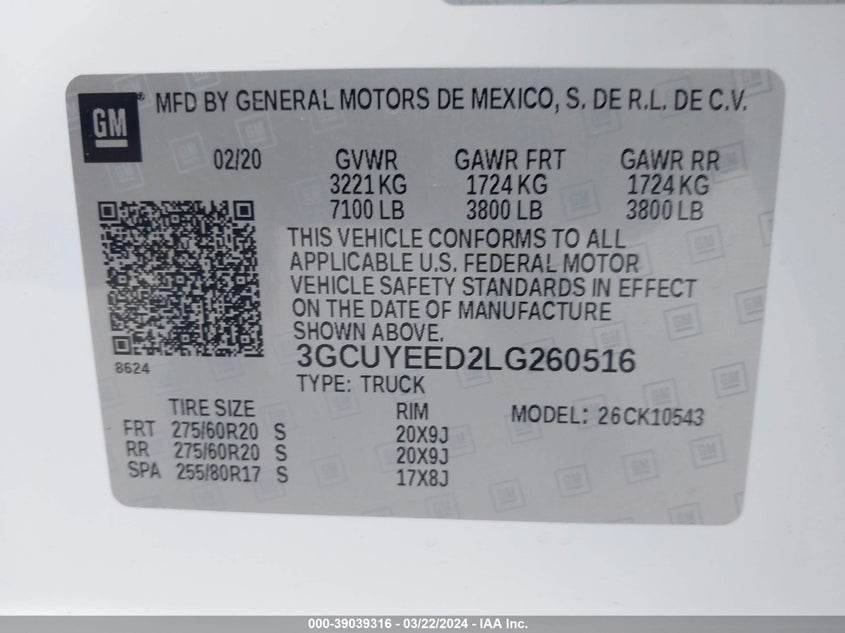 GM ® MFD BY GENERAL MOTORS DE MEXICO, S. DE R.L. DE C.V.
02/20 GVWR GAWR FRT GAWR RR
3221 KG 1724 KG 1724 KG
7100 LB 3800 LB 3800 LB
THIS VEHICLE CONFORMS TO ALL
APPLICABLE U.S. FEDERAL MOTOR
VEHICLE SAFETY STANDARDS IN EFFECT
ON THE DATE OF MANUFACTURE
SHOWN ABOVE.
3GCUYEED2LG260516
8624
TYPE: TRUCK
TIRE SIZE RIM MODEL: 26CK10543
FRT 275/60R20 S 20X9J
RR 275/60R20 S 20X9J
SPA 255/80R17 S 17X8J
000-39039316 - 03/22/2024 - IAA Inc.